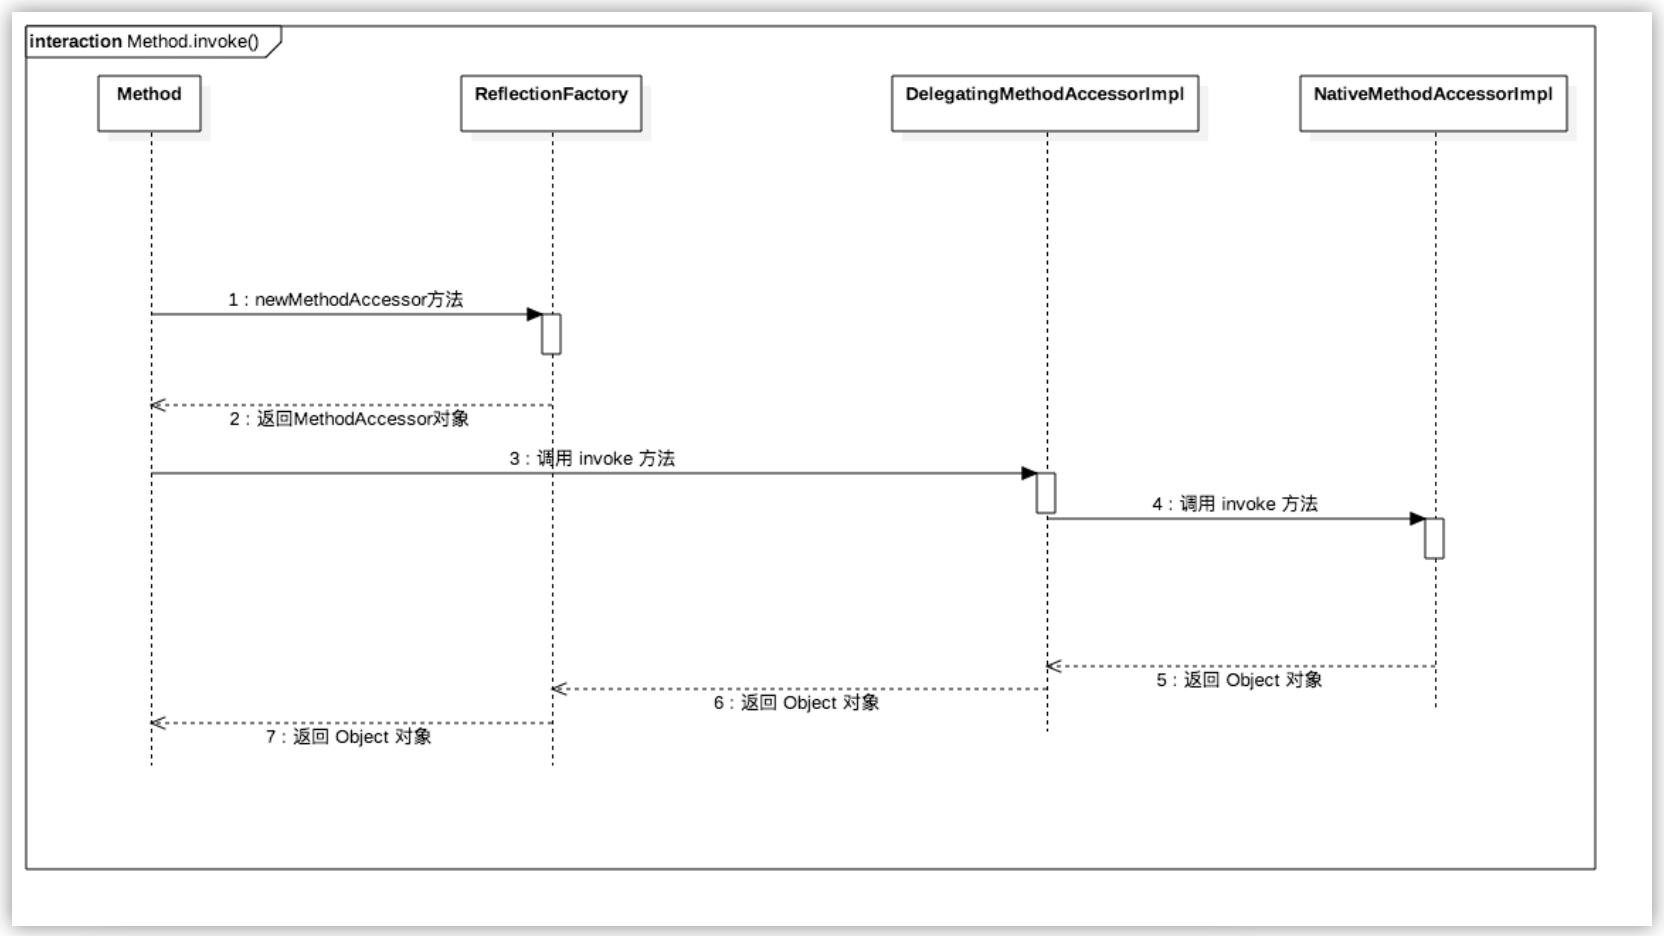 interaction Method.invoke()
Method
ReflectionFactory
DelegatingMethodAccessorImpl
NativeMethodAccessorImpl
1 : newMethodAccessor方法
2 : 返回MethodAccessor对象
3 : 调用 invoke 方法
4 : 调用 invoke 方法
5 : 返回 Object 对象
6 : 返回 Object 对象
7 : 返回 Object 对象